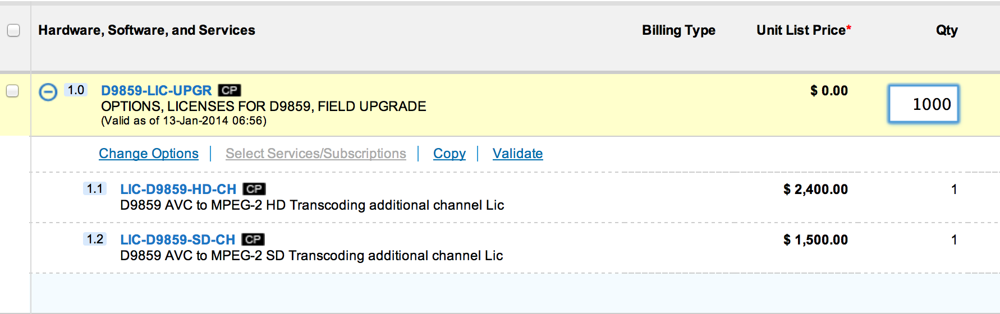 Hardware, Software, and Services Billing Type Unit List Price* Qty
1.0 D9859-LIC-UPGR CP $ 0.00 1000
OPTIONS, LICENSES FOR D9859, FIELD UPGRADE
(Valid as of 13-Jan-2014 06:56)
Change Options | Select Services/Subscriptions | Copy | Validate
1.1 LIC-D9859-HD-CH CP $ 2,400.00 1
D9859 AVC to MPEG-2 HD Transcoding additional channel Lic
1.2 LIC-D9859-SD-CH CP $ 1,500.00 1
D9859 AVC to MPEG-2 SD Transcoding additional channel Lic